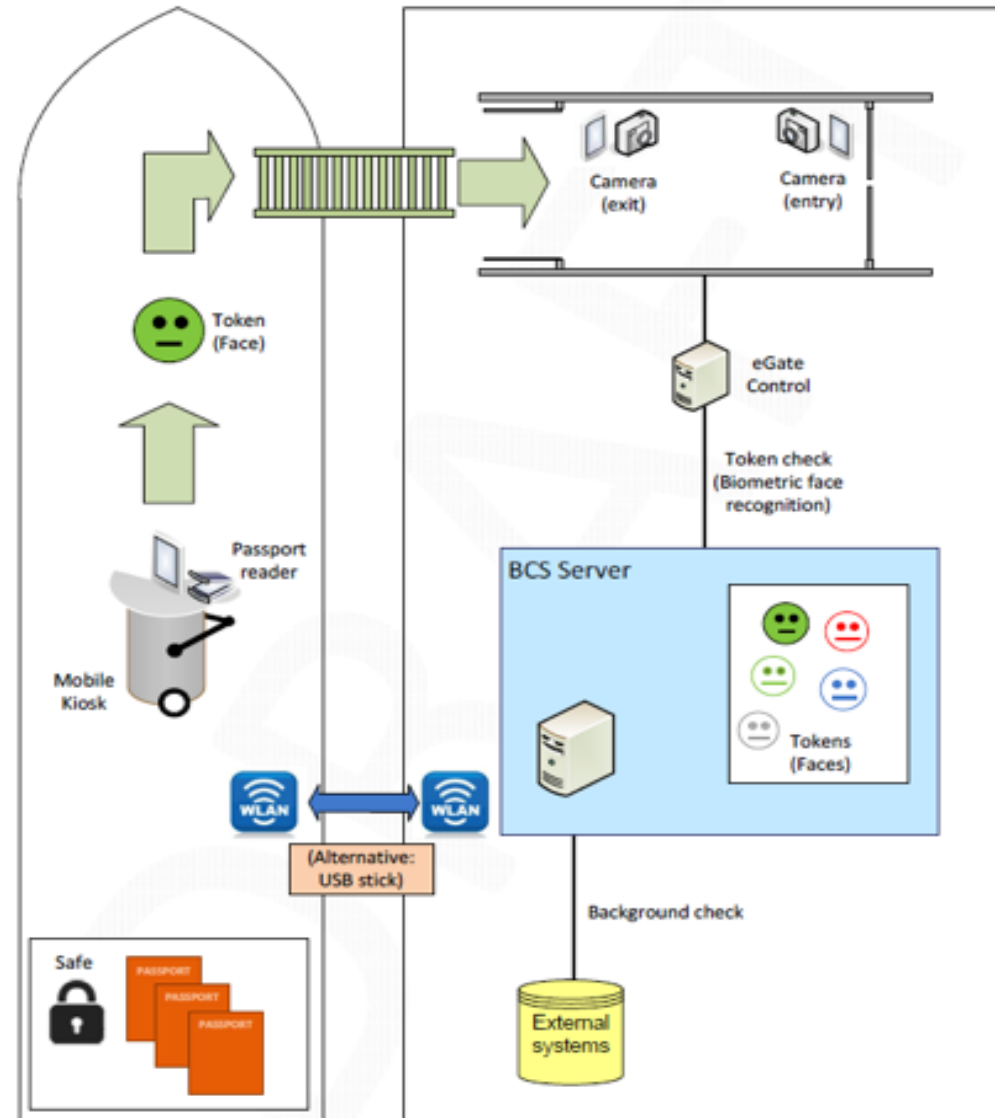 Camera
(exit)
Camera
(entry)
Token
(Face)
eGate
Control
Token check
(Biometric face
recognition)
Passport
reader
BCS Server
Mobile
Kiosk
Tokens
(Faces)
WLAN
WLAN
(Alternative:
USB stick)
Background check
Safe
PASSPORT
PASSPORT
PASSPORT
External
systems